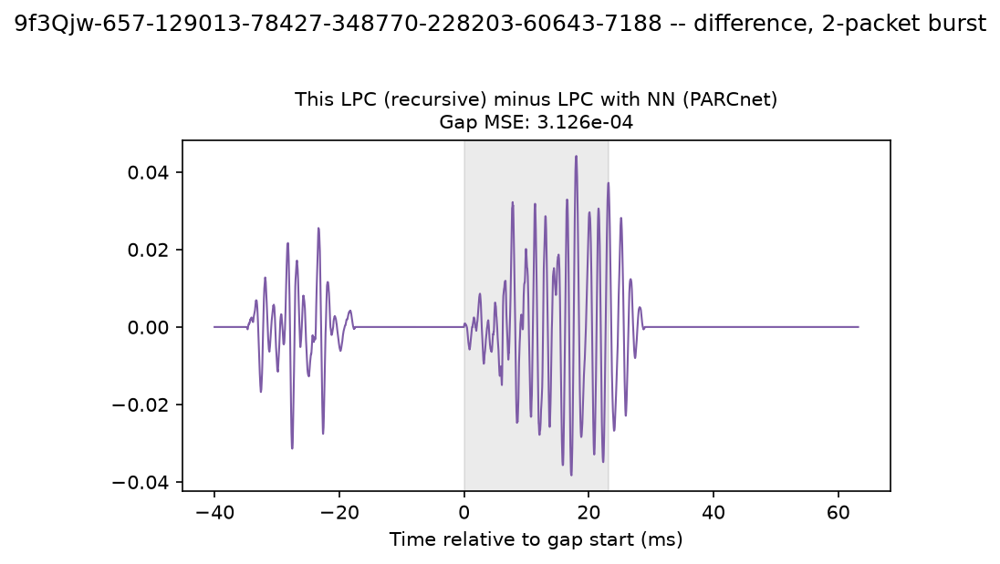 9f3Qjw-657-129013-78427-348770-228203-60643-7188 -- difference, 2-packet burst
This LPC (recursive) minus LPC with NN (PARCnet)
Gap MSE: 3.126e-04
0.04
0.02
0.00
−0.02
−0.04
−40 −20 0 20 40 60
Time relative to gap start (ms)